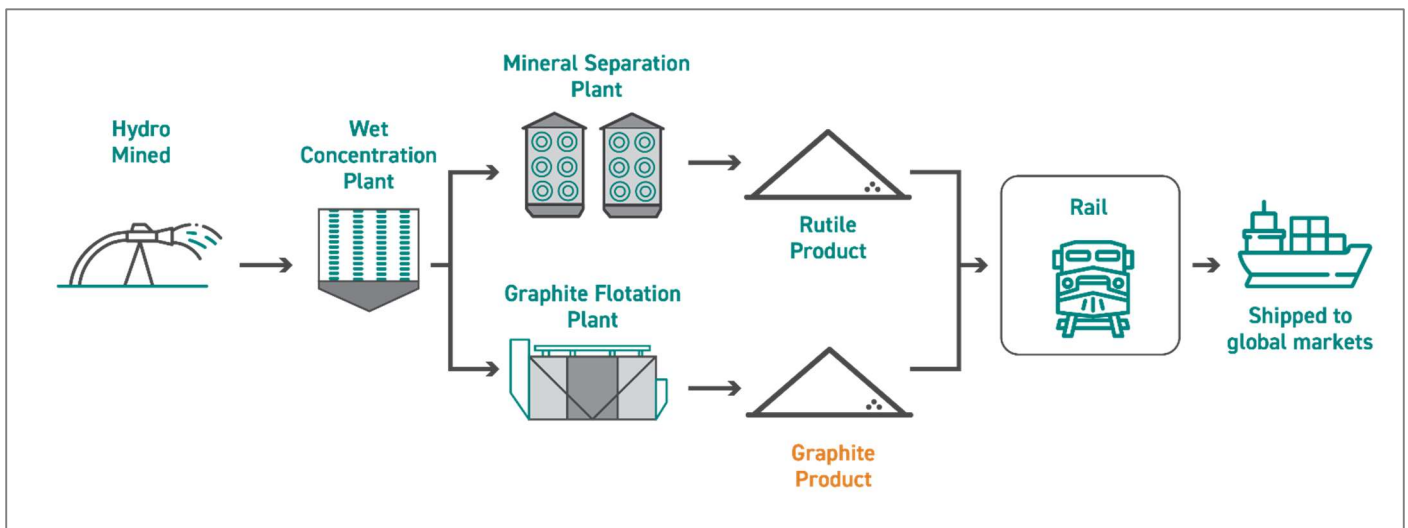 Hydro
Mined
Wet
Concentration
Plant
Mineral Separation
Plant
Graphite Flotation
Plant
Rutile
Product
Graphite
Product
Rail
Shipped to
global markets